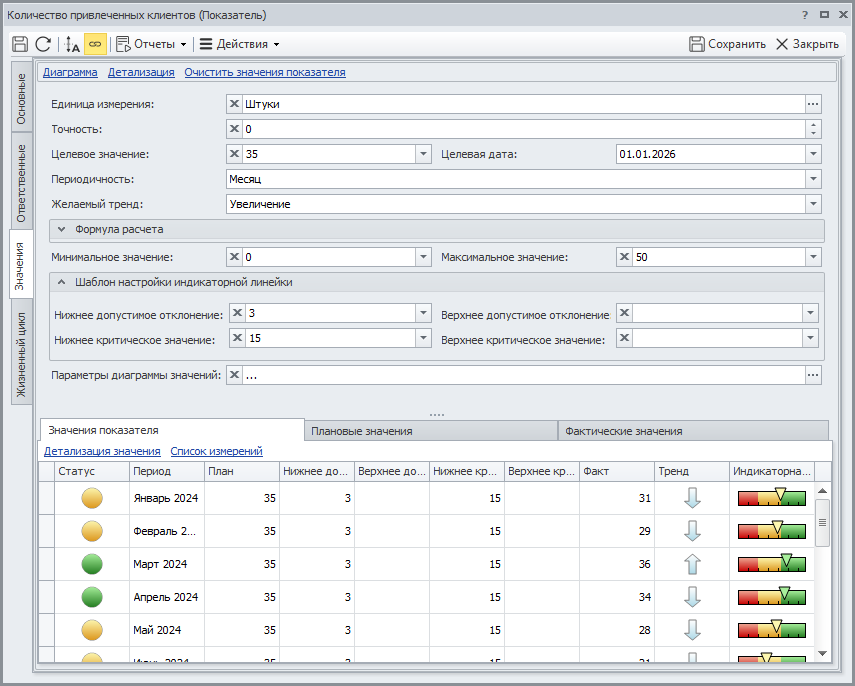 Количество привлеченных клиентов (Показатель)
Отчеты Действия Сохранить Закрыть
Диаграмма Детализация Очистить значения показателя
Основные
Ответственные
Значения
Жизненный цикл
Единица измерения: Штуки
Точность: 0
Целевое значение: 35 Целевая дата: 01.01.2026
Периодичность: Месяц
Желаемый тренд: Увеличение
Формула расчета
Минимальное значение: 0 Максимальное значение: 50
Шаблон настройки индикаторной линейки
Нижнее допустимое отклонение: 3 Верхнее допустимое отклонение:
Нижнее критическое значение: 15 Верхнее критическое значение:
Параметры диаграммы значений: ...
Значения показателя Плановые значения Фактические значения
Детализация значения Список измерений
Статус Период План Нижнее до... Верхнее до... Нижнее кр... Верхнее кр... Факт Тренд Индикаторна...
Январь 2024 35 3 15 31
Февраль 2... 35 3 15 29
Март 2024 35 3 15 36
Апрель 2024 35 3 15 34
Май 2024 35 3 15 28